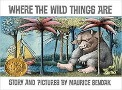 WHERE THE WILD THINGS ARE
STORY AND PICTURES BY MAURICE SENDAK